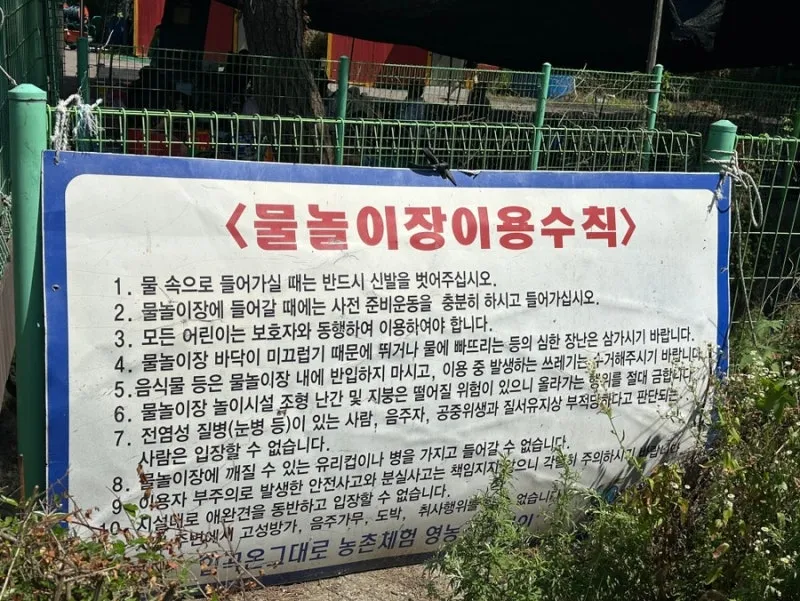 <물놀이장이용수칙>
1. 물 속으로 들어가실 때는 반드시 신발을 벗어주십시오.
2. 물놀이장에 들어갈 때에는 사전 준비운동을 충분히 하시고 들어가십시오.
3. 모든 어린이는 보호자와 동행하여 이용하여야 합니다.
4. 물놀이장 바닥이 미끄럽기 때문에 뛰거나 물에 빠뜨리는 등의 심한 장난은 삼가시기 바랍니다.
5. 음식물 등은 물놀이장 내에 반입하지 마시고, 이용 중 발생하는 쓰레기는 수거해주시기 바랍니다.
6. 물놀이장 놀이시설 조형 난간 및 지붕은 떨어질 위험이 있으니 올라가는 행위를 절대 금합니다.
7. 전염성 질병(눈병 등)이 있는 사람, 음주자, 공중위생과 질서유지상 부적당하다고 판단되는
사람은 입장할 수 없습니다.
8. 물놀이장에 깨질 수 있는 유리컵이나 병을 가지고 들어갈 수 없습니다.
9. 이용자 부주의로 발생한 안전사고와 분실사고는 책임지지 않으니 각별히 주의하시기 바랍니다.
10. 애완견을 동반하고 입장할 수 없습니다.
주변에서 고성방가, 음주가무, 도박, 취사행위를 없습니다
농촌체험